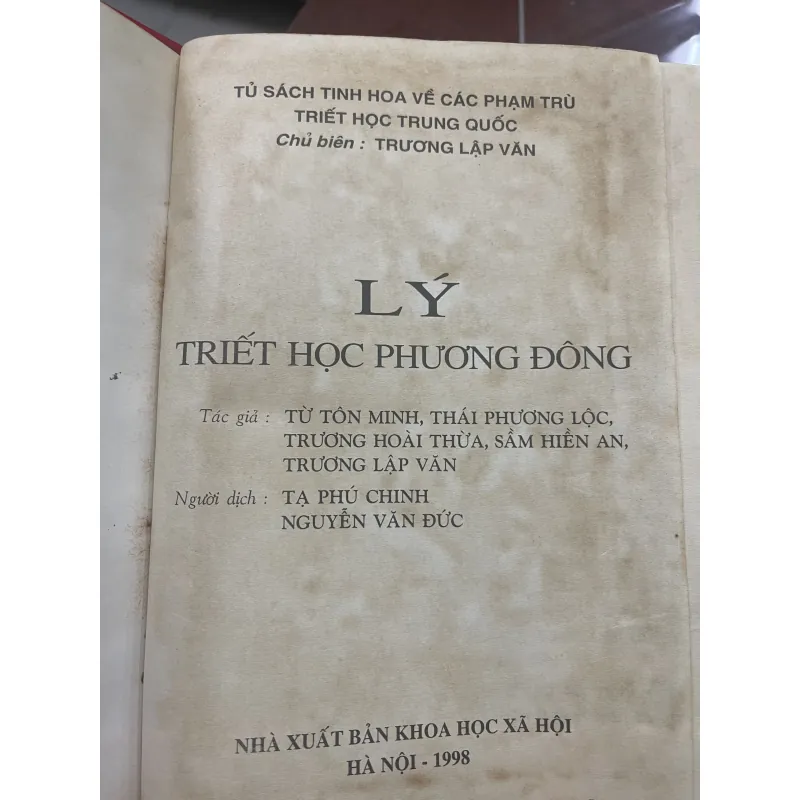 TỦ SÁCH TINH HOA VỀ CÁC PHẠM TRÙ
TRIẾT HỌC TRUNG QUỐC
Chủ biên : TRƯƠNG LẬP VĂN
LÝ
TRIẾT HỌC PHƯƠNG ĐÔNG
Tác giả : TỪ TÔN MINH, THÁI PHƯƠNG LỘC,
TRƯƠNG HOÀI THỪA, SẦM HIỀN AN,
TRƯƠNG LẬP VĂN
Người dịch : TẠ PHÚ CHINH
NGUYỄN VĂN ĐỨC
NHÀ XUẤT BẢN KHOA HỌC XÃ HỘI
HÀ NỘI - 1998